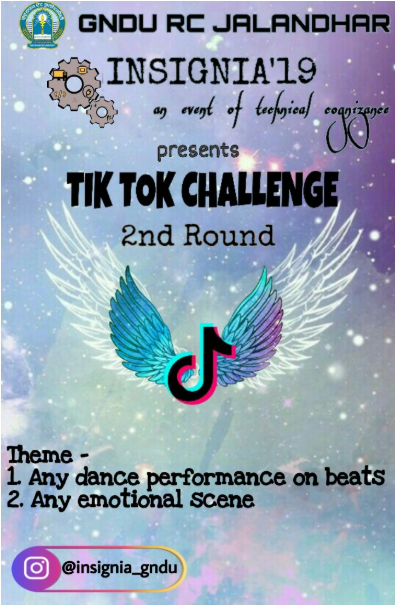 GNDU RC JALANDHAR
INSIGNIA'19
an event of technical cognizance
presents
TIK TOK CHALLENGE
2nd Round
Theme -
1. Any dance performance on beats
2. Any emotional scene
@insignia_gndu